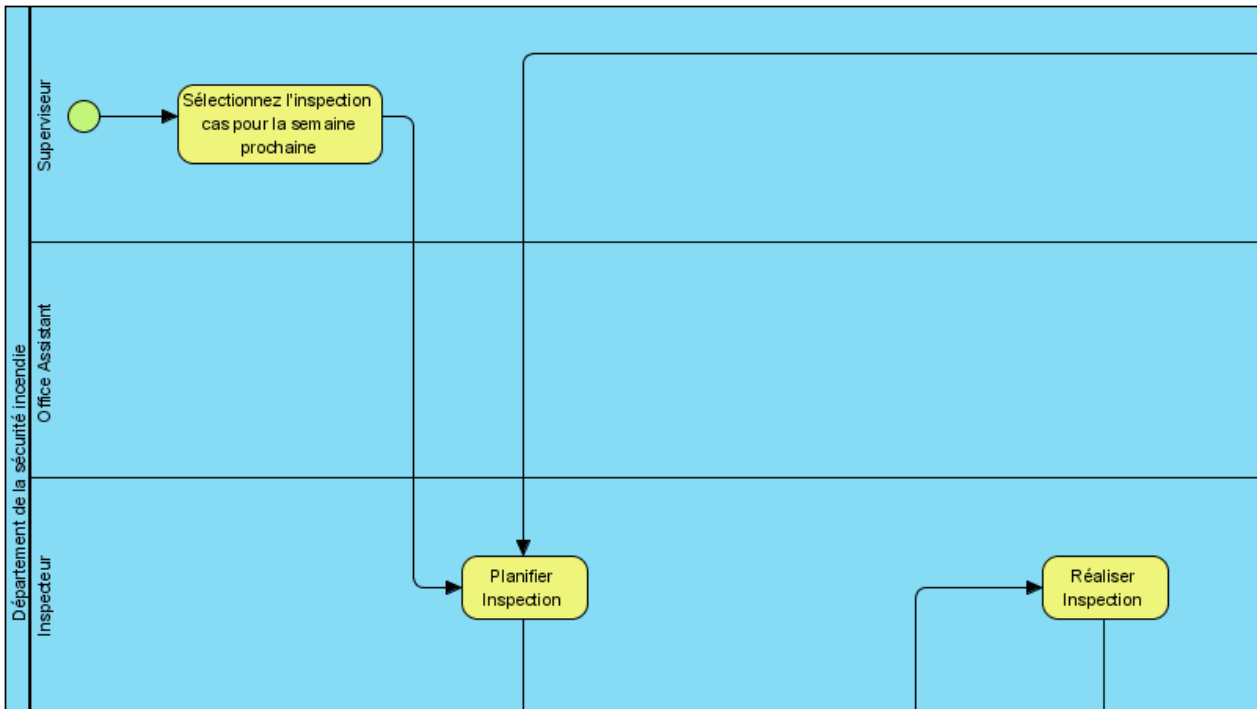 Département de la sécurité incendie
Superviseur
Sélectionnez l'inspection
cas pour la semaine
prochaine
Office Assistant
Inspecteur
Planifier
Inspection
Réaliser
Inspection